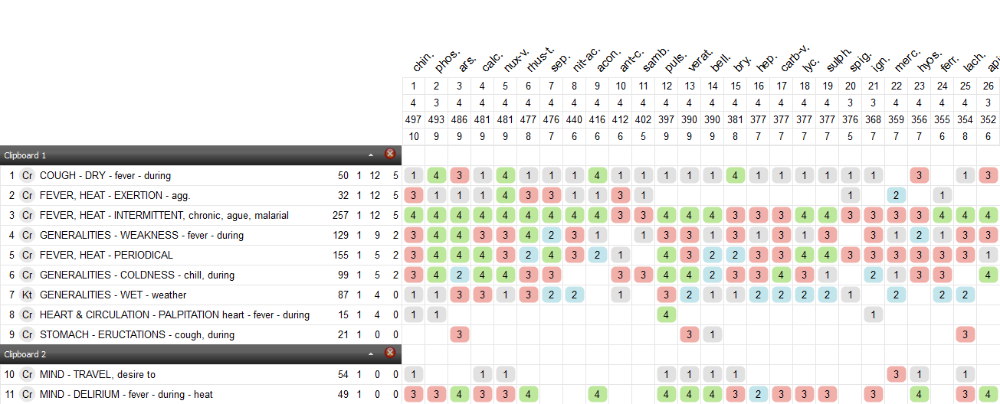 chin. phos. ars. calc. nux-v. rhus-t. sep. nit-ac. acon. ant-c. samb. puls. verat. bell. bry. hep. carb-v. lyc. sulph. spig. ign. merc. hyos. ferr. lach.
1 2 3 4 5 6 7 8 9 10 11 12 13 14 15 16 17 18 19 20 21 22 23 24 25 26
4 3 4 4 4 4 4 4 4 4 4 4 4 4 4 4 4 4 4 3 3 4 4 4 4 3
497 493 486 481 481 477 476 440 416 412 402 397 390 390 381 377 377 377 377 376 368 359 356 355 354 352
10 9 9 9 9 8 7 6 6 6 5 9 9 9 8 7 7 7 7 5 7 7 7 6 8 6
Clipboard 1
1 Cr COUGH - DRY - fever - during 50 1 12 5 1 4 3 1 4 1 1 1 4 1 1 1 1 1 4 1 1 1 1 1 1 3 1 3
2 Cr FEVER, HEAT - EXERTION - agg. 32 1 12 5 3 1 1 1 4 3 3 1 1 3 1 1 2 1
3 Cr FEVER, HEAT - INTERMITTENT, chronic, ague, malarial 257 1 12 5 4 4 4 4 4 4 4 4 4 3 3 4 4 4 3 3 3 4 4 3 3 3 3 4 4 4
4 Cr GENERALITIES - WEAKNESS - fever - during 129 1 9 2 3 4 4 3 3 4 2 3 1 1 3 3 1 3 1 3 1 3 3 1 2 1 3 3
5 Cr FEVER, HEAT - PERIODICAL 155 1 5 2 3 4 4 4 3 2 4 3 2 1 4 3 2 2 3 3 4 4 3 3 3 3 3 3 1
6 Cr GENERALITIES - COLDNESS - chill, during 99 1 5 2 3 4 2 4 4 3 3 3 3 4 4 2 3 3 4 3 1 2 1 3 3 4
7 Kt GENERALITIES - WET - weather 87 1 4 0 1 1 3 3 1 3 2 2 1 3 2 1 1 2 2 2 2 1 2 2 2
8 Cr HEART & CIRCULATION - PALPITATION heart - fever - during 15 1 4 0 1 1 4 1
9 Cr STOMACH - ERUCTATIONS - cough, during 21 1 0 0 3 3 1 3
Clipboard 2
10 Cr MIND - TRAVEL, desire to 54 1 0 0 1 1 1 1 1 1 1 3 1 1
11 Cr MIND - DELIRIUM - fever - during - heat 49 1 0 0 3 3 4 3 3 4 4 4 4 4 3 2 3 3 3 3 4 3 4